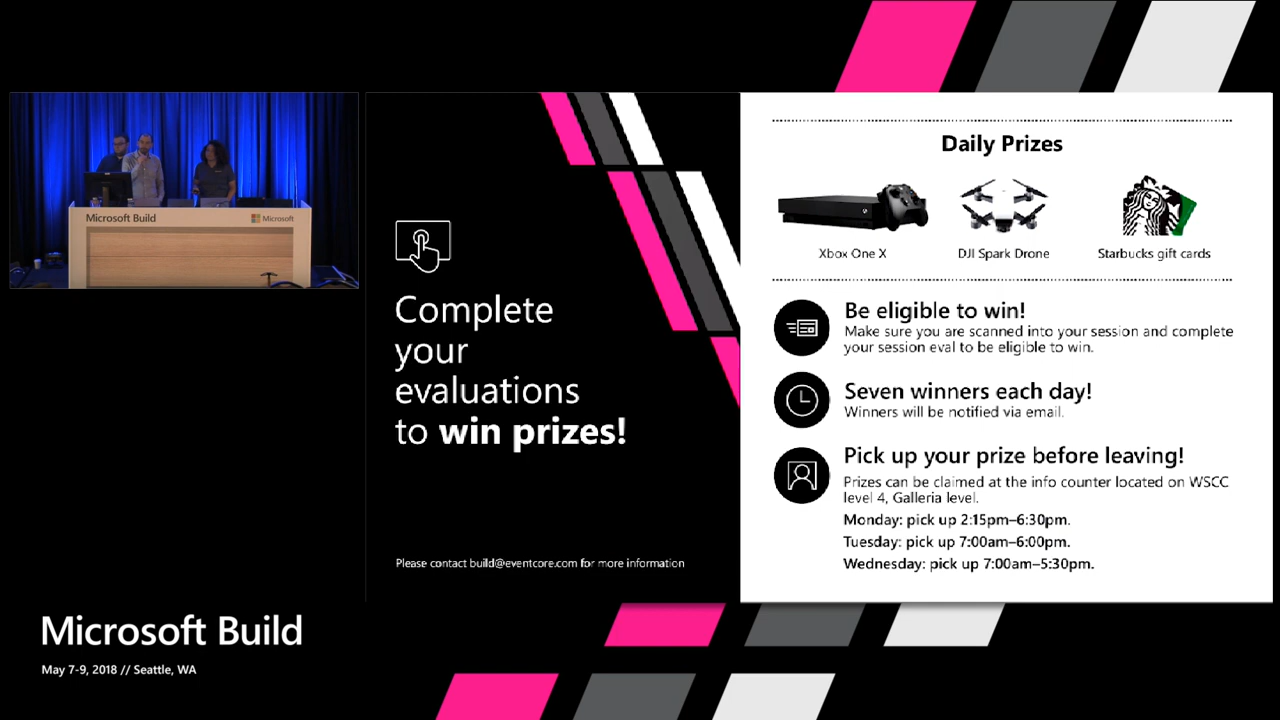 Microsoft Build
Microsoft
Complete
your
evaluations
to win prizes!
Please contact build@eventcore.com for more information
Daily Prizes
Xbox One X
DJI Spark Drone
Starbucks gift cards
Be eligible to win!
Make sure you are scanned into your session and complete
your session eval to be eligible to win.
Seven winners each day!
Winners will be notified via email.
Pick up your prize before leaving!
Prizes can be claimed at the info counter located on WSCC
level 4, Galleria level.
Monday: pick up 2:15pm–6:30pm.
Tuesday: pick up 7:00am–6:00pm.
Wednesday: pick up 7:00am–5:30pm.
Microsoft Build
May 7-9, 2018 // Seattle, WA